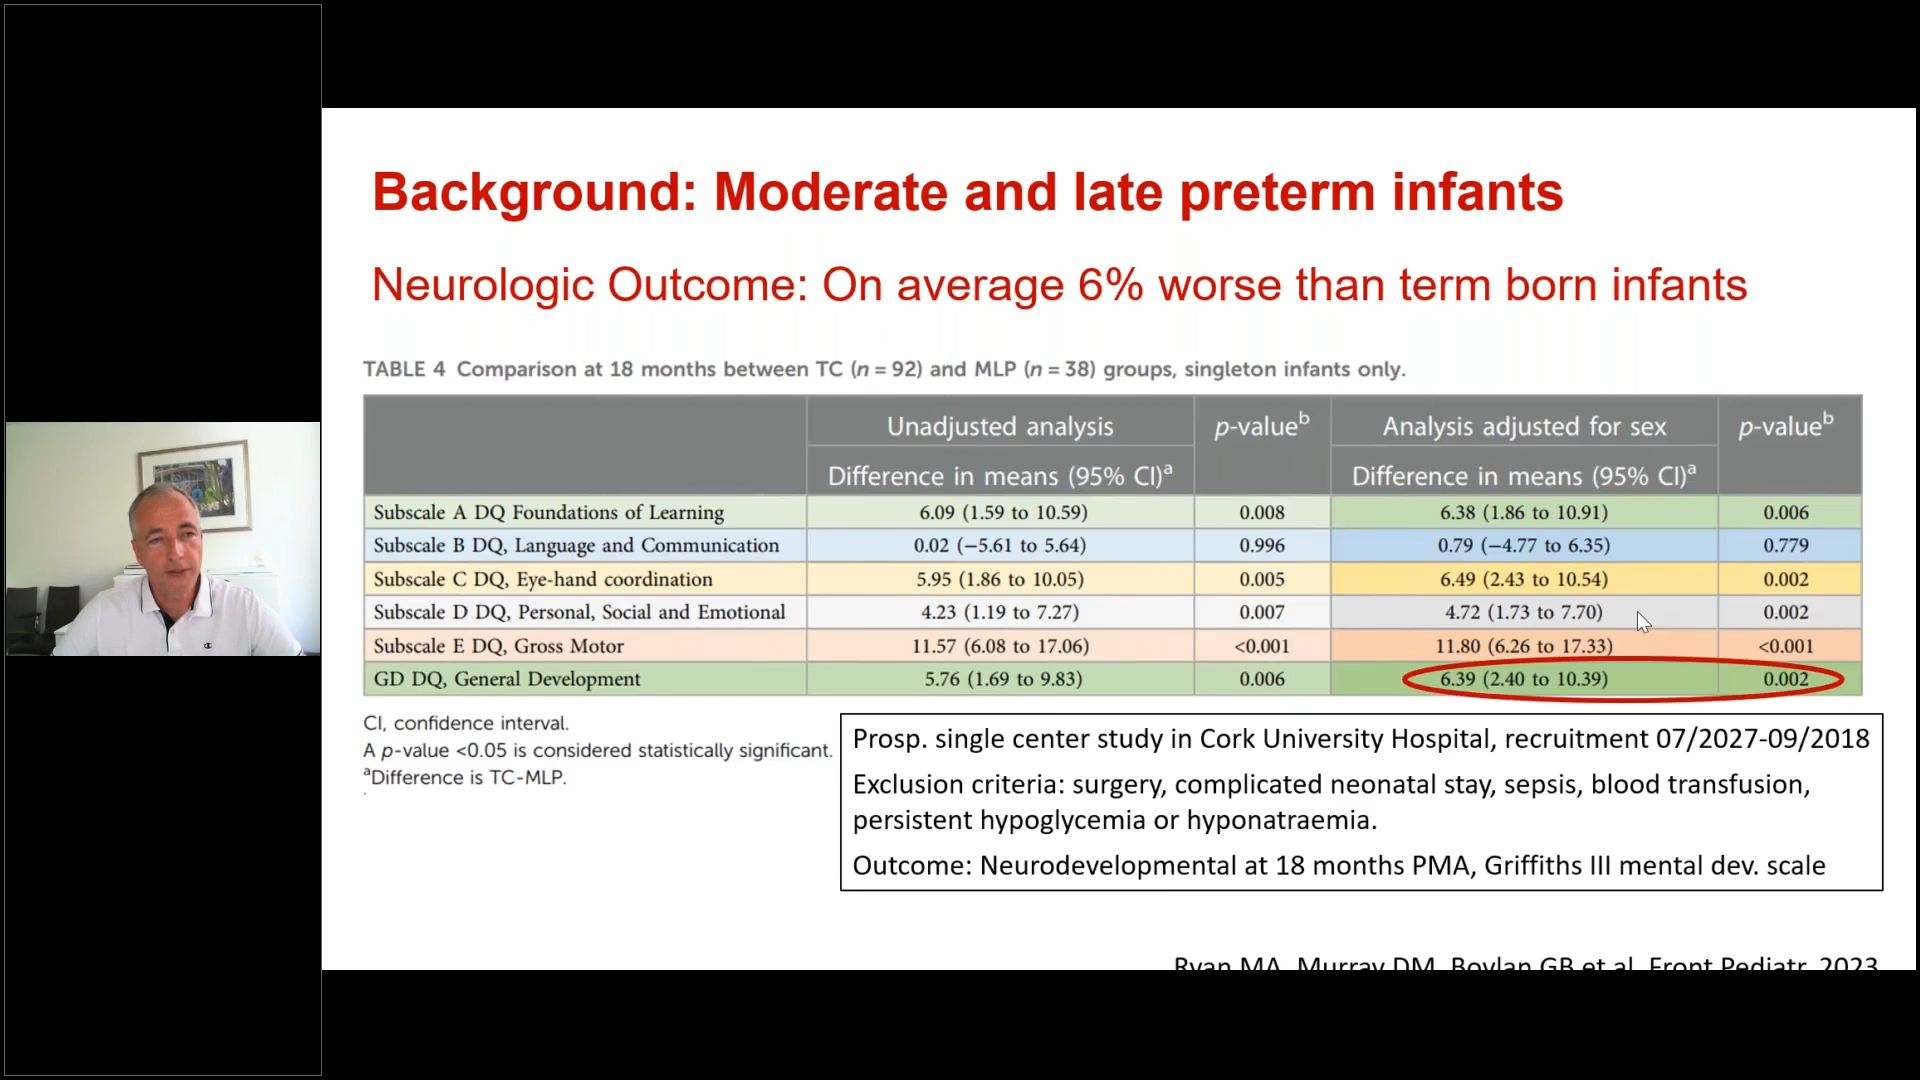 Background: Moderate and late preterm infants
Neurologic Outcome: On average 6% worse than term born infants
TABLE 4 Comparison at 18 months between TC (n = 92) and MLP (n = 38) groups, singleton infants only.
Unadjusted analysis p-valueᵇ Analysis adjusted for sex p-valueᵇ
Difference in means (95% CI)ᵃ Difference in means (95% CI)ᵃ
Subscale A DQ Foundations of Learning 6.09 (1.59 to 10.59) 0.008 6.38 (1.86 to 10.91) 0.006
Subscale B DQ, Language and Communication 0.02 (−5.61 to 5.64) 0.996 0.79 (−4.77 to 6.35) 0.779
Subscale C DQ, Eye-hand coordination 5.95 (1.86 to 10.05) 0.005 6.49 (2.43 to 10.54) 0.002
Subscale D DQ, Personal, Social and Emotional 4.23 (1.19 to 7.27) 0.007 4.72 (1.73 to 7.70) 0.002
Subscale E DQ, Gross Motor 11.57 (6.08 to 17.06) <0.001 11.80 (6.26 to 17.33) <0.001
GD DQ, General Development 5.76 (1.69 to 9.83) 0.006 6.39 (2.40 to 10.39) 0.002
CI, confidence interval.
A p-value <0.05 is considered statistically significant.
ᵃDifference is TC-MLP.
Prosp. single center study in Cork University Hospital, recruitment 07/2027-09/2018
Exclusion criteria: surgery, complicated neonatal stay, sepsis, blood transfusion,
persistent hypoglycemia or hyponatraemia.
Outcome: Neurodevelopmental at 18 months PMA, Griffiths III mental dev. scale
Ryan MA, Murray DM, Boylan GB et al. Front Pediatr. 2023